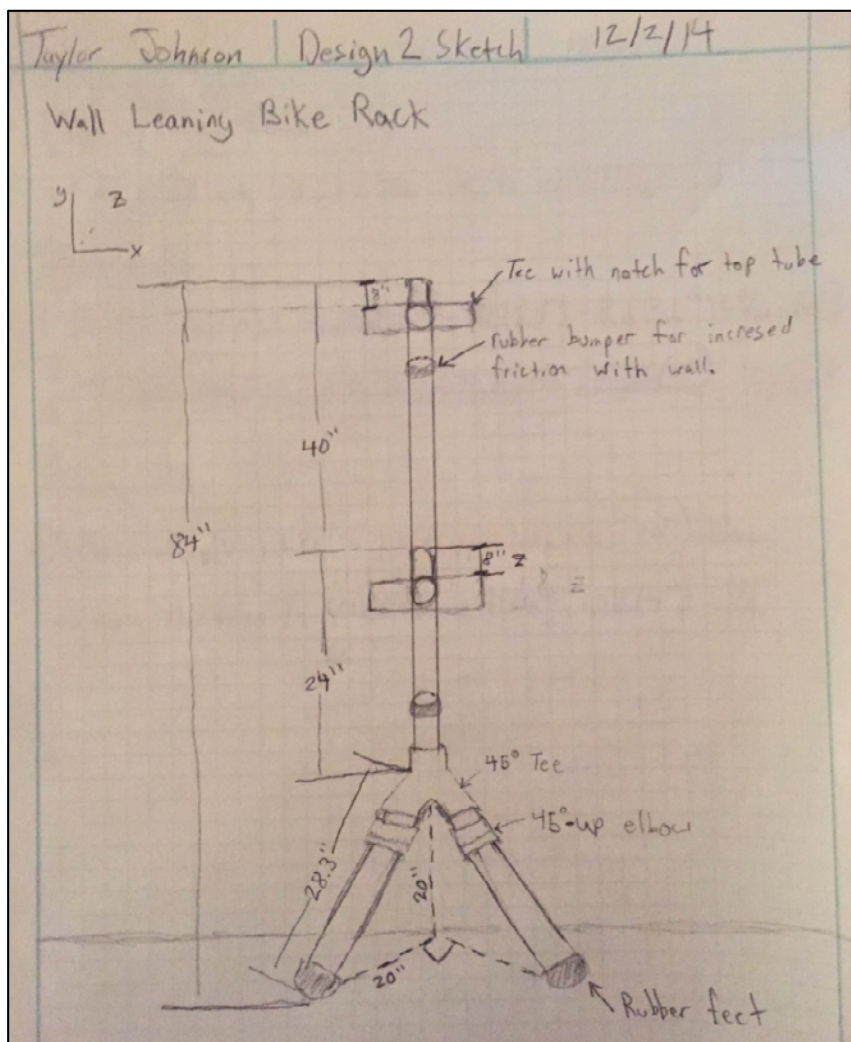 Taylor Johnson Design 2 Sketch 12/2/14
Wall Leaning Bike Rack
y z
x
Tee with notch for top tube
8"
rubber bumper for incresed
friction with wall.
40"
84"
8" z
z
24"
45° Tee
45°-up elbow
28.3"
20"
20"
Rubber feet